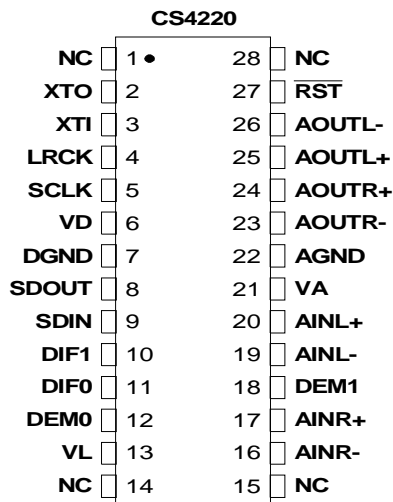 CS4220
NC 1 28 NC
XTO 2 27 RST
XTI 3 26 AOUTL-
LRCK 4 25 AOUTL+
SCLK 5 24 AOUTR+
VD 6 23 AOUTR-
DGND 7 22 AGND
SDOUT 8 21 VA
SDIN 9 20 AINL+
DIF1 10 19 AINL-
DIF0 11 18 DEM1
DEM0 12 17 AINR+
VL 13 16 AINR-
NC 14 15 NC